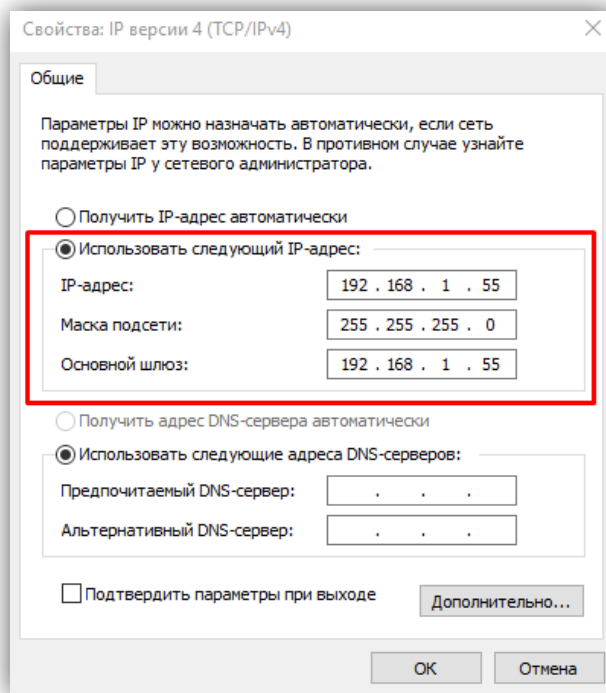 Свойства: IP версии 4 (TCP/IPv4)
Общие
Параметры IP можно назначать автоматически, если сеть
поддерживает эту возможность. В противном случае узнайте
параметры IP у сетевого администратора.
Получить IP-адрес автоматически
Использовать следующий IP-адрес:
IP-адрес: 192 . 168 . 1 . 55
Маска подсети: 255 . 255 . 255 . 0
Основной шлюз: 192 . 168 . 1 . 55
Получить адрес DNS-сервера автоматически
Использовать следующие адреса DNS-серверов:
Предпочитаемый DNS-сервер: . . .
Альтернативный DNS-сервер: . . .
Подтвердить параметры при выходе
Дополнительно...
ОК Отмена